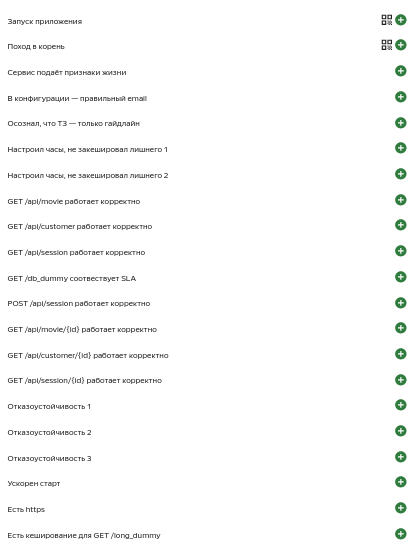 Запуск приложения
Поход в корень
Сервис подаёт признаки жизни
В конфигурации — правильный email
Осознал, что ТЗ — только гайдлайн
Настроил часы, не закешировал лишнего 1
Настроил часы, не закешировал лишнего 2
GET /api/movie работает корректно
GET /api/customer работает корректно
GET /api/session работает корректно
GET /db_dummy соотвествует SLA
POST /api/session работает корректно
GET /api/movie/{id} работает корректно
GET /api/customer/{id} работает корректно
GET /api/session/{id} работает корректно
Отказоустойчивость 1
Отказоустойчивость 2
Отказоустойчивость 3
Ускорен старт
Есть https
Есть кеширование для GET /long_dummy